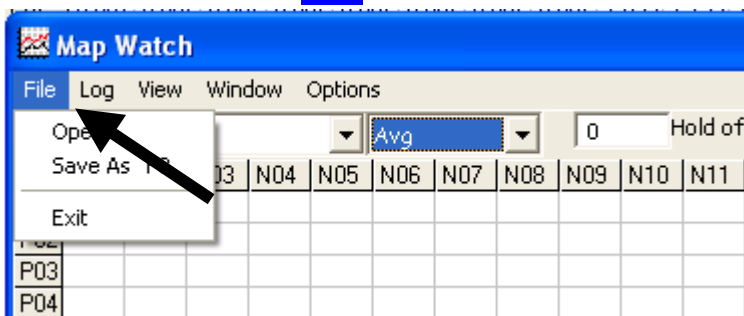 Map Watch
File Log View Window Options
Avg 0 Hold of
Save As
03 N04 N05 N06 N07 N08 N09 N10 N11
Exit
P03
P04